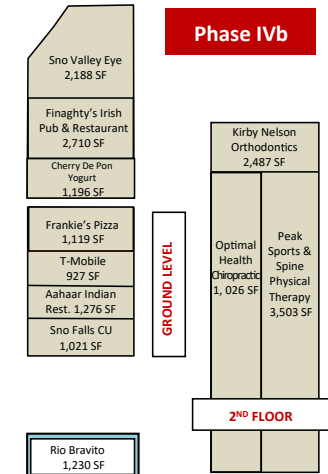 Phase IVb
Sno Valley Eye
2,188 SF
Finaghty's Irish
Pub & Restaurant
2,710 SF
Cherry De Pon
Yogurt
1,196 SF
Frankie's Pizza
1,119 SF
T-Mobile
927 SF
Aahaar Indian
Rest. 1,276 SF
Sno Falls CU
1,021 SF
Rio Bravito
1,230 SF
GROUND LEVEL
Kirby Nelson
Orthodontics
2,487 SF
Optimal
Health
Chiropractic
1, 026 SF
Peak
Sports &
Spine
Physical
Therapy
3,503 SF
2ND FLOOR